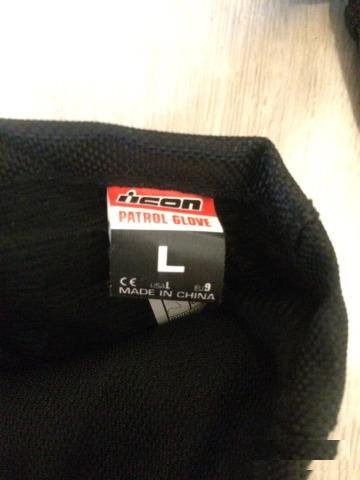 icon
PATROL GLOVE
L
CE USA L EU 9
MADE IN CHINA